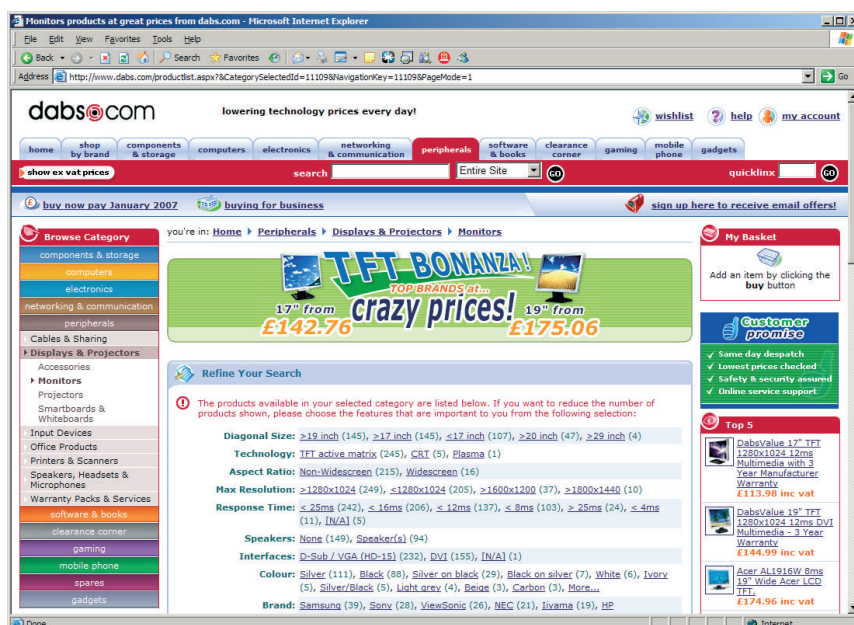 Monitors products at great prices from dabs.com - Microsoft Internet Explorer
File Edit View Favorites Tools Help
Back Search Favorites
Address http://www.dabs.com/productlist.aspx?&CategorySelectedId=11109&NavigationKey=11109&PageMode=1 Go
dabs.com lowering technology prices every day! wishlist help my account
home shop by brand components & storage computers electronics networking & communication peripherals software & books clearance corner gaming mobile phone gadgets
show ex vat prices search Entire Site GO quicklinx GO
buy now pay January 2007 buying for business sign up here to receive email offers!
Browse Category
components & storage
computers
electronics
networking & communication
peripherals
Cables & Sharing
Displays & Projectors
Accessories
Monitors
Projectors
Smartboards &
Whiteboards
Input Devices
Office Products
Printers & Scanners
Speakers, Headsets &
Microphones
Warranty Packs & Services
software & books
clearance corner
gaming
mobile phone
spares
gadgets
you're in: Home Peripherals Displays & Projectors Monitors
TFT BONANZA!
TOP BRANDS at...
crazy prices!
17" from
£142.76
19" from
£175.06
Refine Your Search
The products available in your selected category are listed below. If you want to reduce the number of
products shown, please choose the features that are important to you from the following selection:
Diagonal Size: >19 inch (145), >17 inch (145), <17 inch (107), >20 inch (47), >29 inch (4)
Technology: TFT active matrix (245), CRT (5), Plasma (1)
Aspect Ratio: Non-Widescreen (215), Widescreen (16)
Max Resolution: >1280x1024 (249), <1280x1024 (205), >1600x1200 (37), >1800x1440 (10)
Response Time: < 25ms (242), < 16ms (206), < 12ms (137), < 8ms (103), > 25ms (24), < 4ms
(11), [N/A] (5)
Speakers: None (149), Speaker(s) (94)
Interfaces: D-Sub / VGA (HD-15) (232), DVI (155), [N/A] (1)
Colour: Silver (111), Black (88), Silver on black (29), Black on silver (7), White (6), Ivory
(5), Silver/Black (5), Light grey (4), Beige (3), Carbon (3), More...
Brand: Samsung (39), Sony (28), ViewSonic (26), NEC (21), Iiyama (19), HP
My Basket
Add an item by clicking the
buy button
Customer
promise
Same day despatch
Lowest prices checked
Safety & security assured
Online service support
Top 5
DabsValue 17" TFT
1280x1024 12ms
Multimedia with 3
Year Manufacturer
Warranty
£113.98 inc vat
DabsValue 19" TFT
1280x1024 12ms DVI
Multimedia - 3 Year
Warranty
£144.99 inc vat
Acer AL1916W 8ms
19" Wide Acer LCD
TFT.
£174.96 inc vat
Done Internet